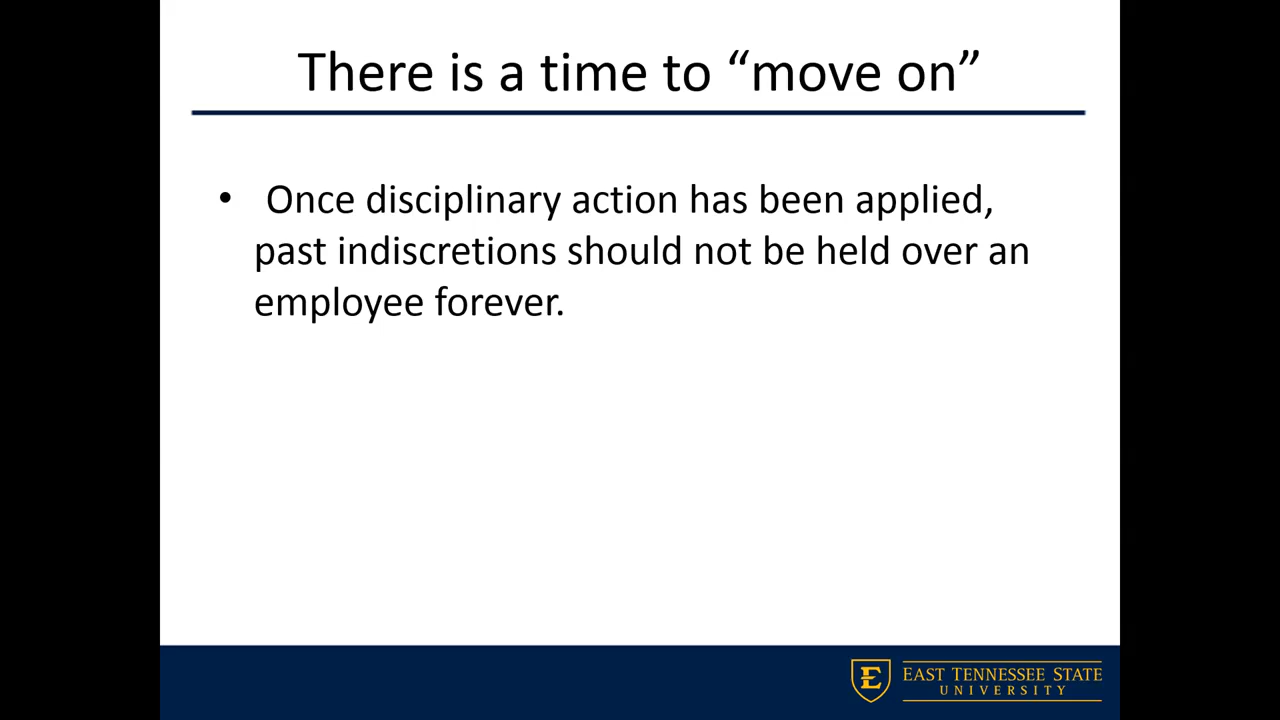 There is a time to “move on”
• Once disciplinary action has been applied,
past indiscretions should not be held over an
employee forever.
E
EAST TENNESSEE STATE
UNIVERSITY